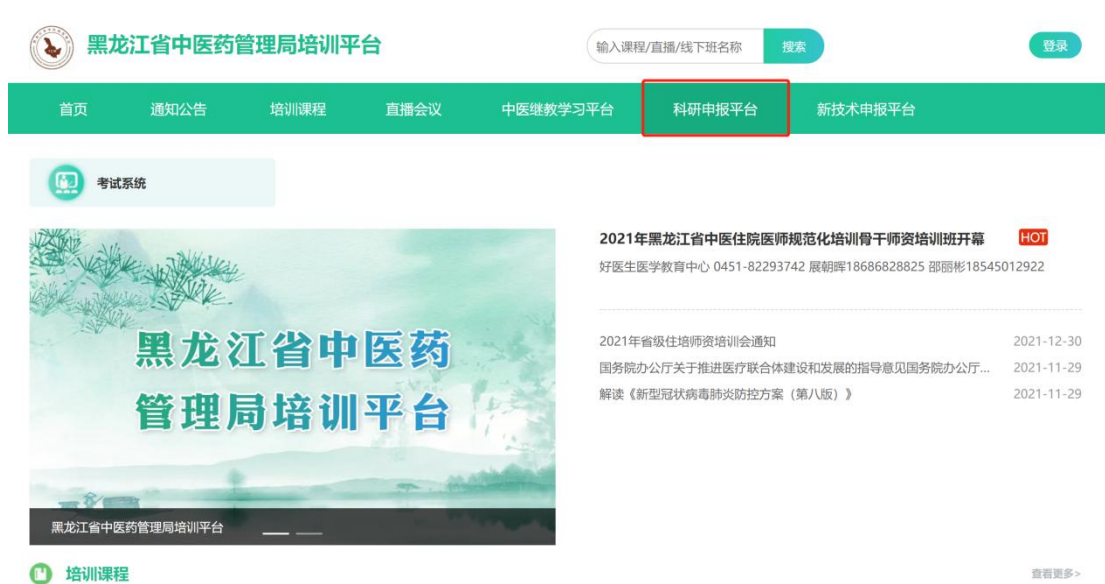 黑龙江省中医药管理局培训平台
输入课程/直播/线下班名称 搜索
登录
首页 通知公告 培训课程 直播会议 中医继教学习平台 科研申报平台 新技术申报平台
考试系统
黑龙江省中医药
管理局培训平台
黑龙江省中医药管理局培训平台
2021年黑龙江省中医住院医师规范化培训骨干师资培训班开幕 HOT
好医生医学教育中心 0451-82293742 展朝晖18686828825 邵丽彬18545012922
2021年省级住培师资培训会通知 2021-12-30
国务院办公厅关于推进医疗联合体建设和发展的指导意见国务院办公厅... 2021-11-29
解读《新型冠状病毒肺炎防控方案（第八版）》 2021-11-29
培训课程 查看更多>